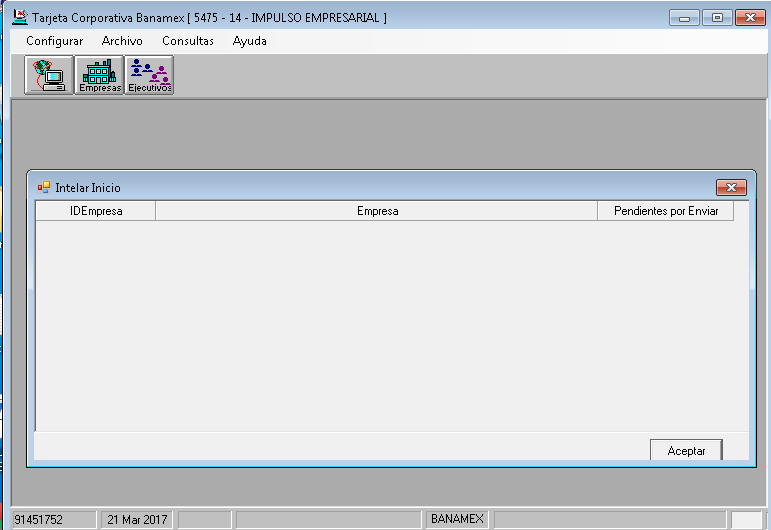 Tarjeta Corporativa Banamex [ 5475 - 14 - IMPULSO EMPRESARIAL ]
Configurar Archivo Consultas Ayuda
Empresas Ejecutivos
Intelar Inicio
IDEmpresa Empresa Pendientes por Enviar
Aceptar
91451752 21 Mar 2017 BANAMEX